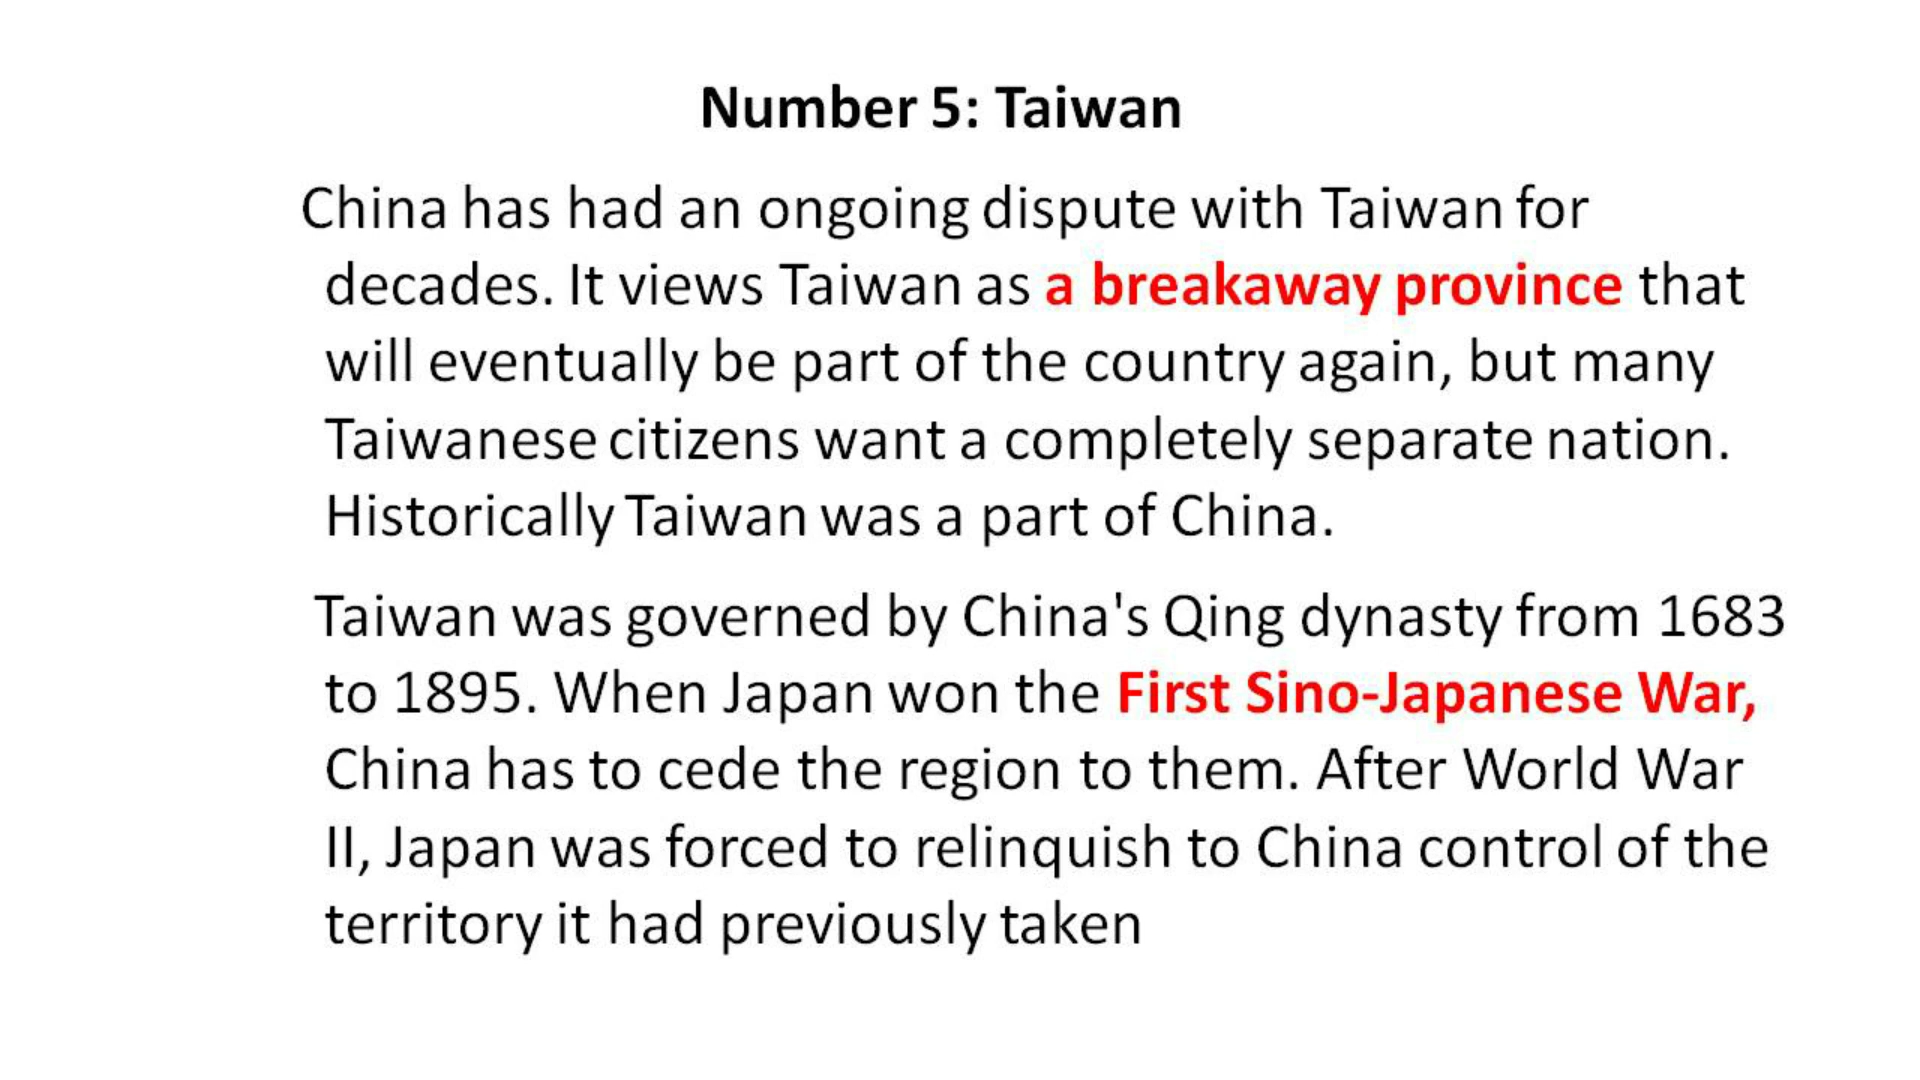 Number 5: Taiwan
China has had an ongoing dispute with Taiwan for
decades. It views Taiwan as a breakaway province that
will eventually be part of the country again, but many
Taiwanese citizens want a completely separate nation.
Historically Taiwan was a part of China.
Taiwan was governed by China's Qing dynasty from 1683
to 1895. When Japan won the First Sino-Japanese War,
China has to cede the region to them. After World War
II, Japan was forced to relinquish to China control of the
territory it had previously taken